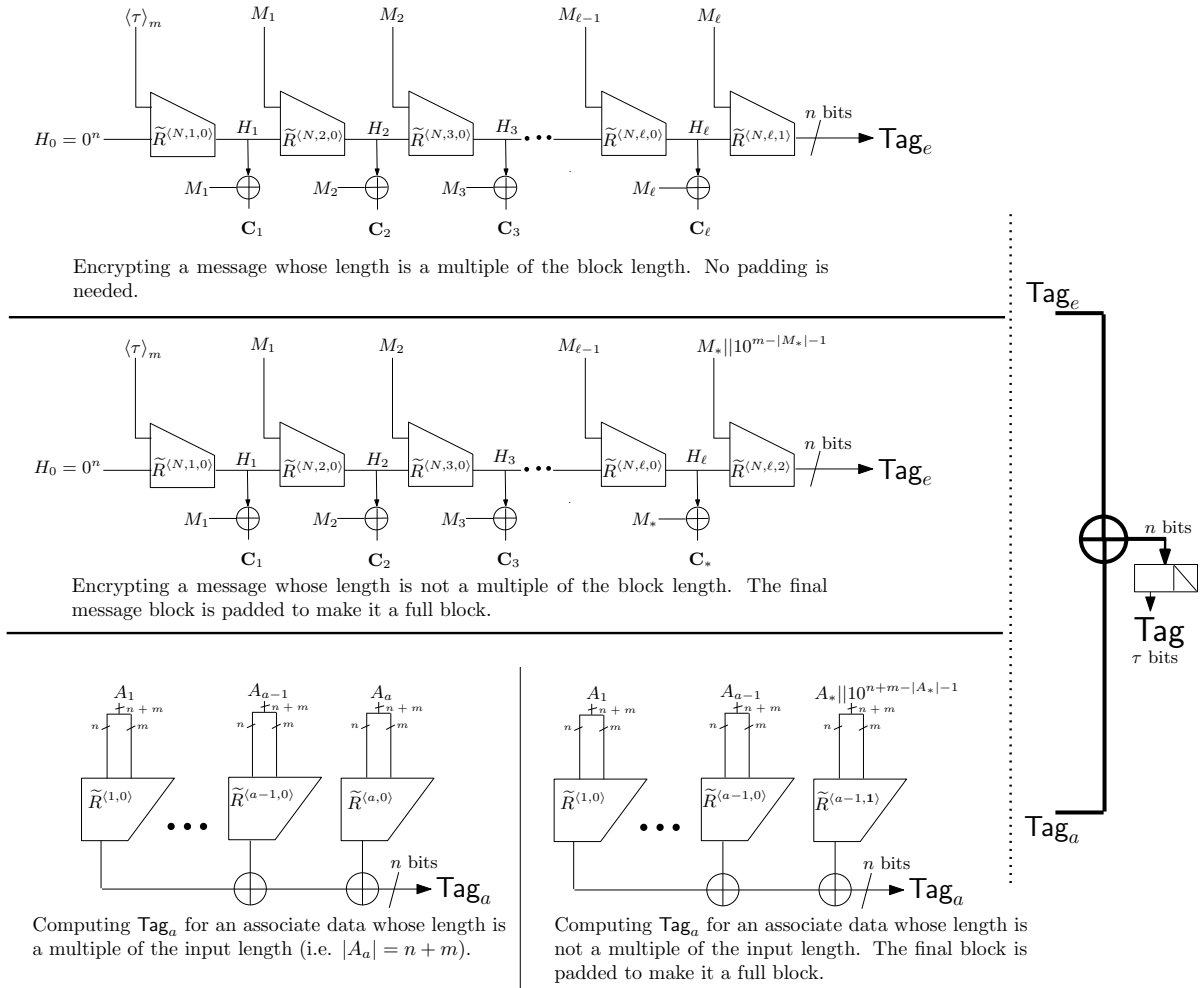 ⟨τ⟩_m M_1 M_2 M_{ℓ−1} M_ℓ
H_0 = 0^n R̃^{⟨N,1,0⟩} H_1 R̃^{⟨N,2,0⟩} H_2 R̃^{⟨N,3,0⟩} H_3 ••• R̃^{⟨N,ℓ,0⟩} H_ℓ R̃^{⟨N,ℓ,1⟩} n bits Tag_e
M_1 M_2 M_3 M_ℓ
C_1 C_2 C_3 C_ℓ
Encrypting a message whose length is a multiple of the block length. No padding is
needed.
⟨τ⟩_m M_1 M_2 M_{ℓ−1} M_*||10^{m−|M_*|−1}
H_0 = 0^n R̃^{⟨N,1,0⟩} H_1 R̃^{⟨N,2,0⟩} H_2 R̃^{⟨N,3,0⟩} H_3 ••• R̃^{⟨N,ℓ,0⟩} H_ℓ R̃^{⟨N,ℓ,2⟩} n bits Tag_e
M_1 M_2 M_3 M_*
C_1 C_2 C_3 C_*
Encrypting a message whose length is not a multiple of the block length. The final
message block is padded to make it a full block.
A_1 A_{a−1} A_a
n + m n + m n + m
n m n m n m
R̃^{⟨1,0⟩} ••• R̃^{⟨a−1,0⟩} R̃^{⟨a,0⟩}
n bits
Tag_a
Computing Tag_a for an associate data whose length is
a multiple of the input length (i.e. |A_a| = n + m).
A_1 A_{a−1} A_*||10^{n+m−|A_*|−1}
n + m n + m n + m
n m n m n m
R̃^{⟨1,0⟩} ••• R̃^{⟨a−1,0⟩} R̃^{⟨a−1,1⟩}
n bits
Tag_a
Computing Tag_a for an associate data whose length is
not a multiple of the input length. The final block is
padded to make it a full block.
Tag_e
n bits
Tag
τ bits
Tag_a